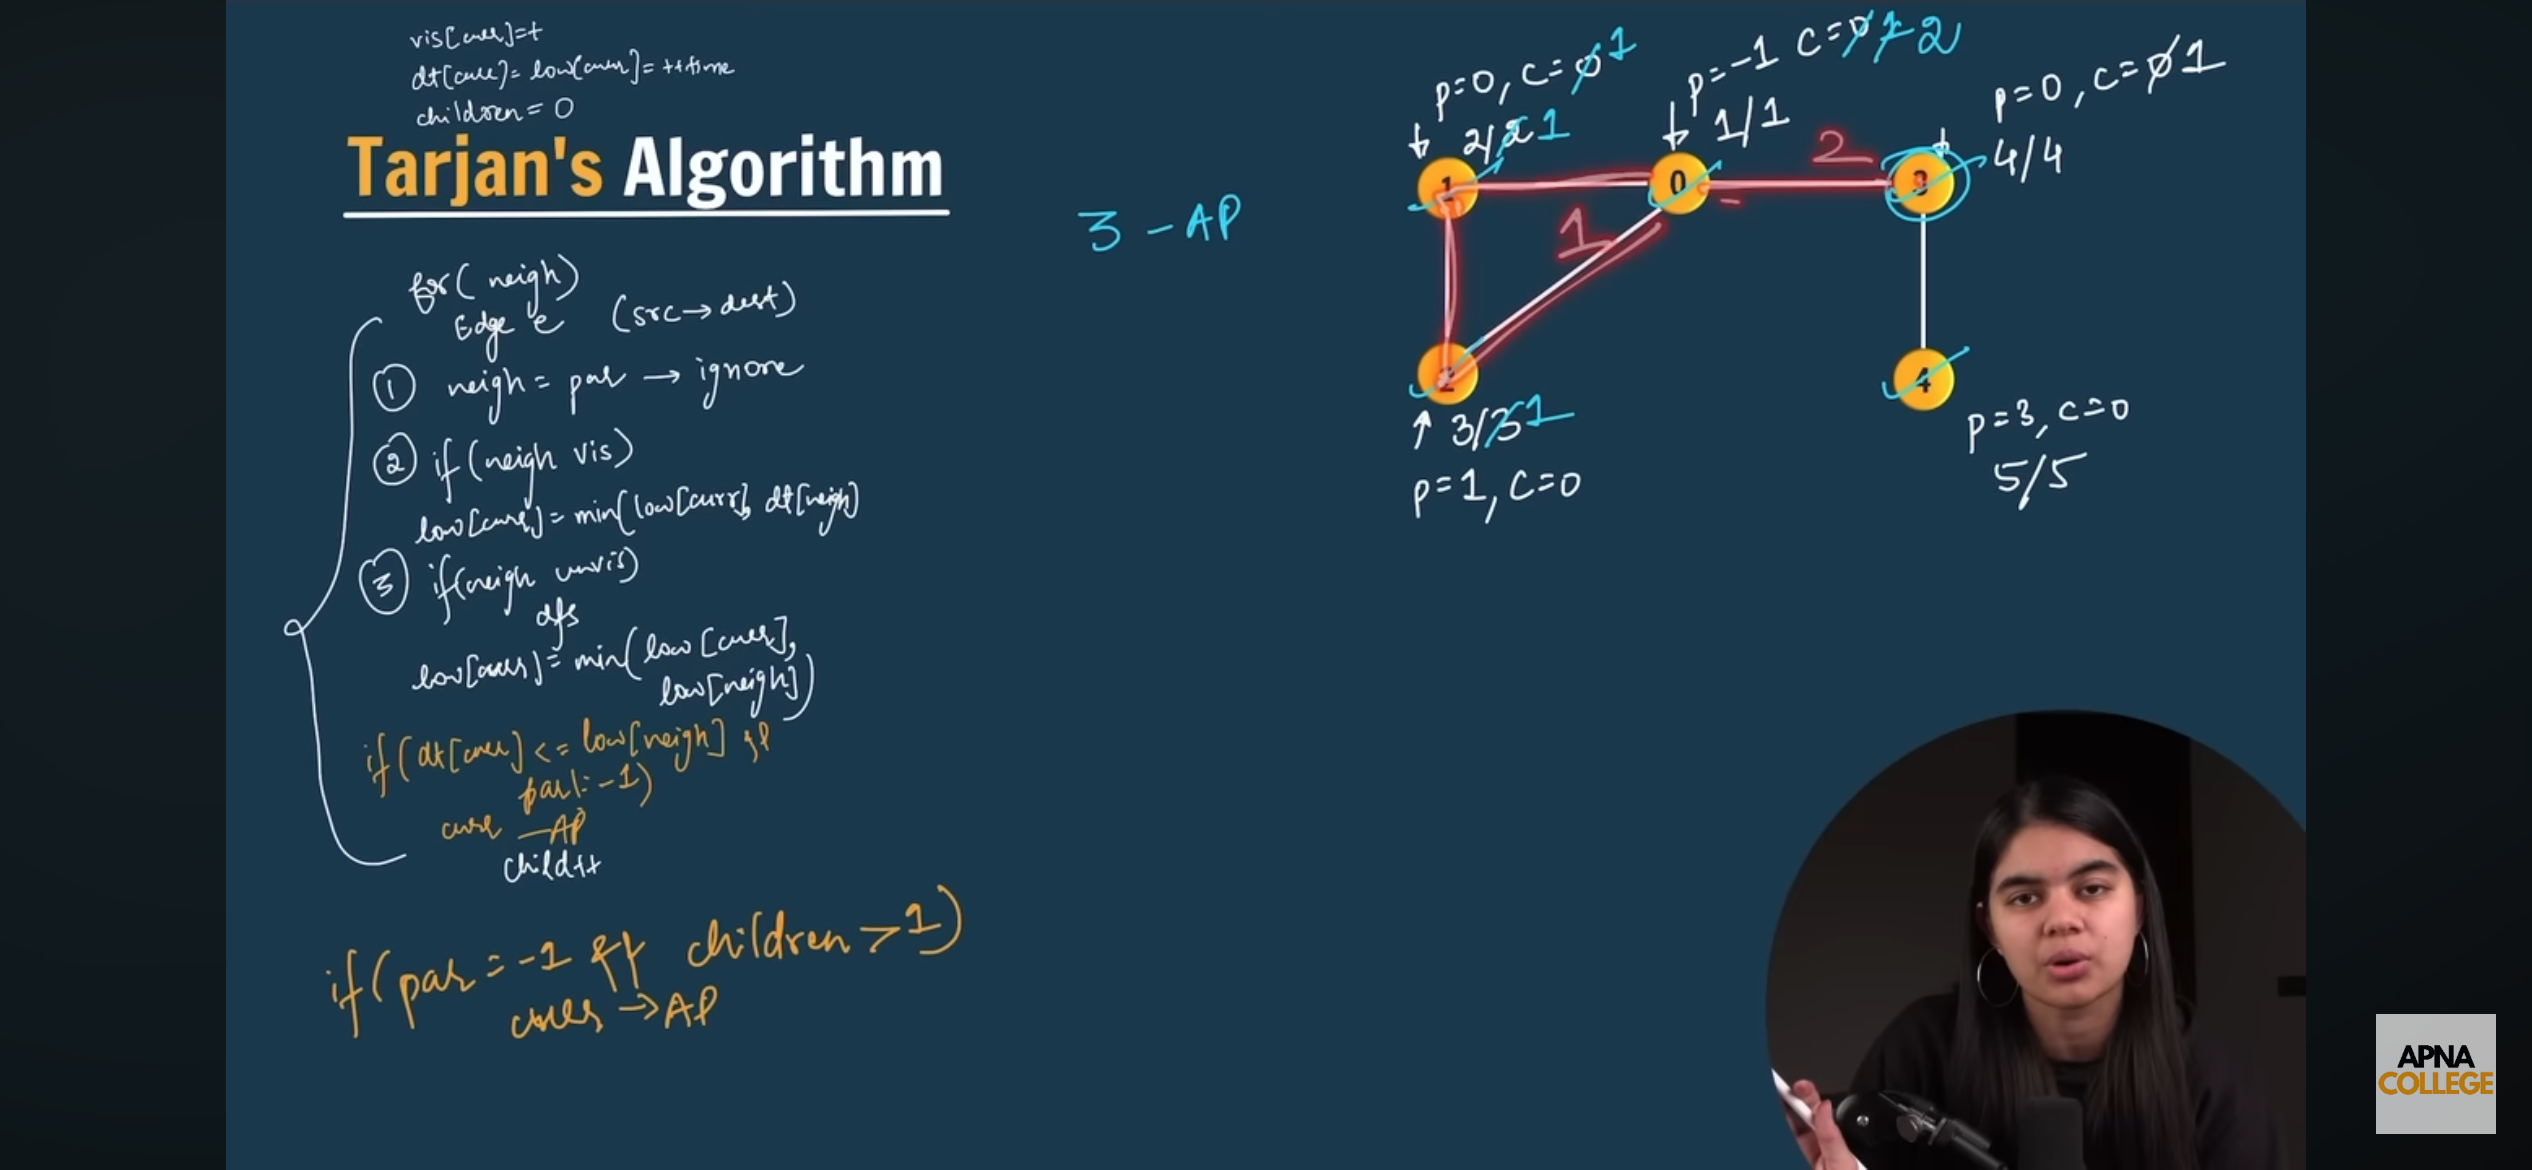 vis[curr]=t
dt[curr]= low[curr]= ++time
children = 0
Tarjan's Algorithm
for( neigh)
Edge e (src→dest)
① neigh = par → ignore
② if(neigh vis)
low[curr]= min(low[curr], dt[neigh]
③ if(neigh unvis)
dfs
low[curr]= min(low[curr],
low[neigh])
if(dt[curr] <= low[neigh] &&
par!=-1)
curr —AP
child++
if(par = -1 && children > 1)
curr → AP
3 - AP
p=0, c=0 1
2/2 1
p=-1 c=0 1 2
1/1
p=0, c=0 1
4/4
1
0
2
3
1
2
4
3/3 1
p=1, c=0
p=3, c=0
5/5
APNA
COLLEGE